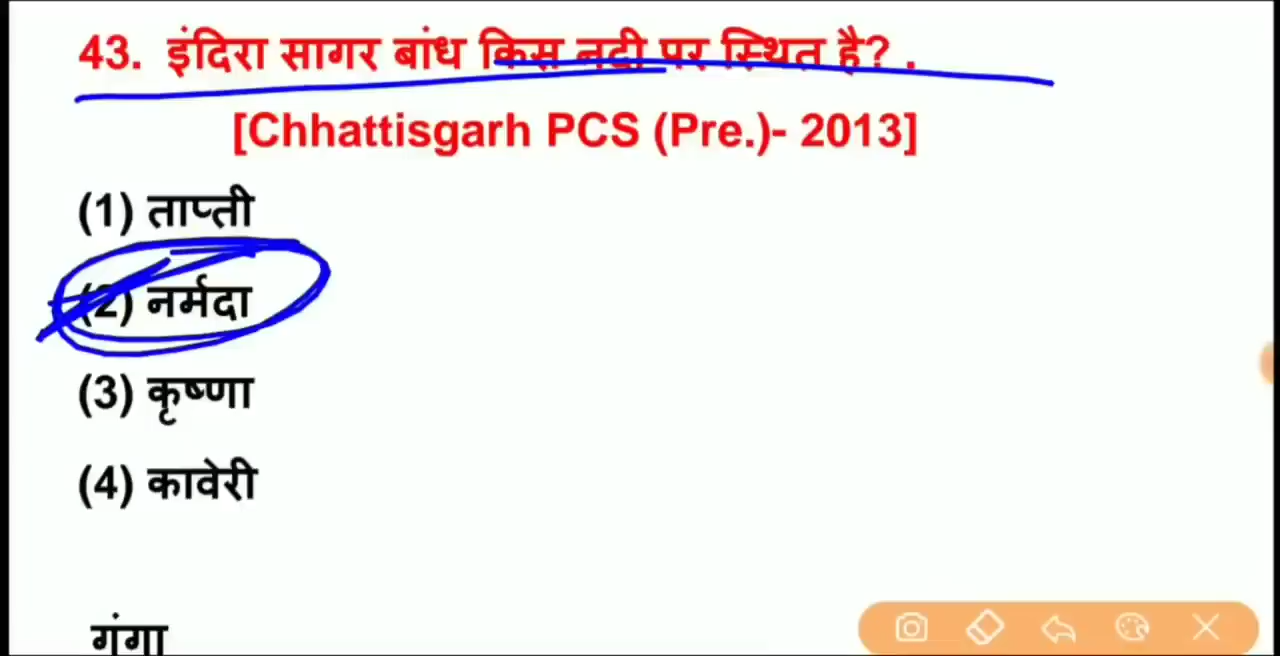 43. इंदिरा सागर बांध किस नदी पर स्थित है? .
[Chhattisgarh PCS (Pre.)- 2013]
(1) ताप्ती
(2) नर्मदा
(3) कृष्णा
(4) कावेरी
गंगा